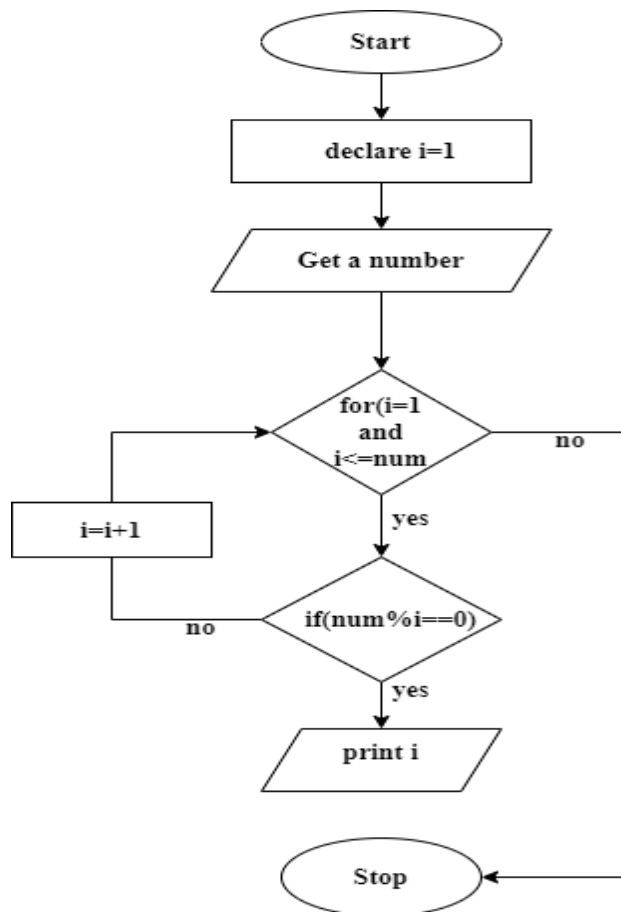 Start
declare i=1
Get a number
for(i=1
and
i<=num
no
yes
i=i+1
if(num%i==0)
no
yes
print i
Stop